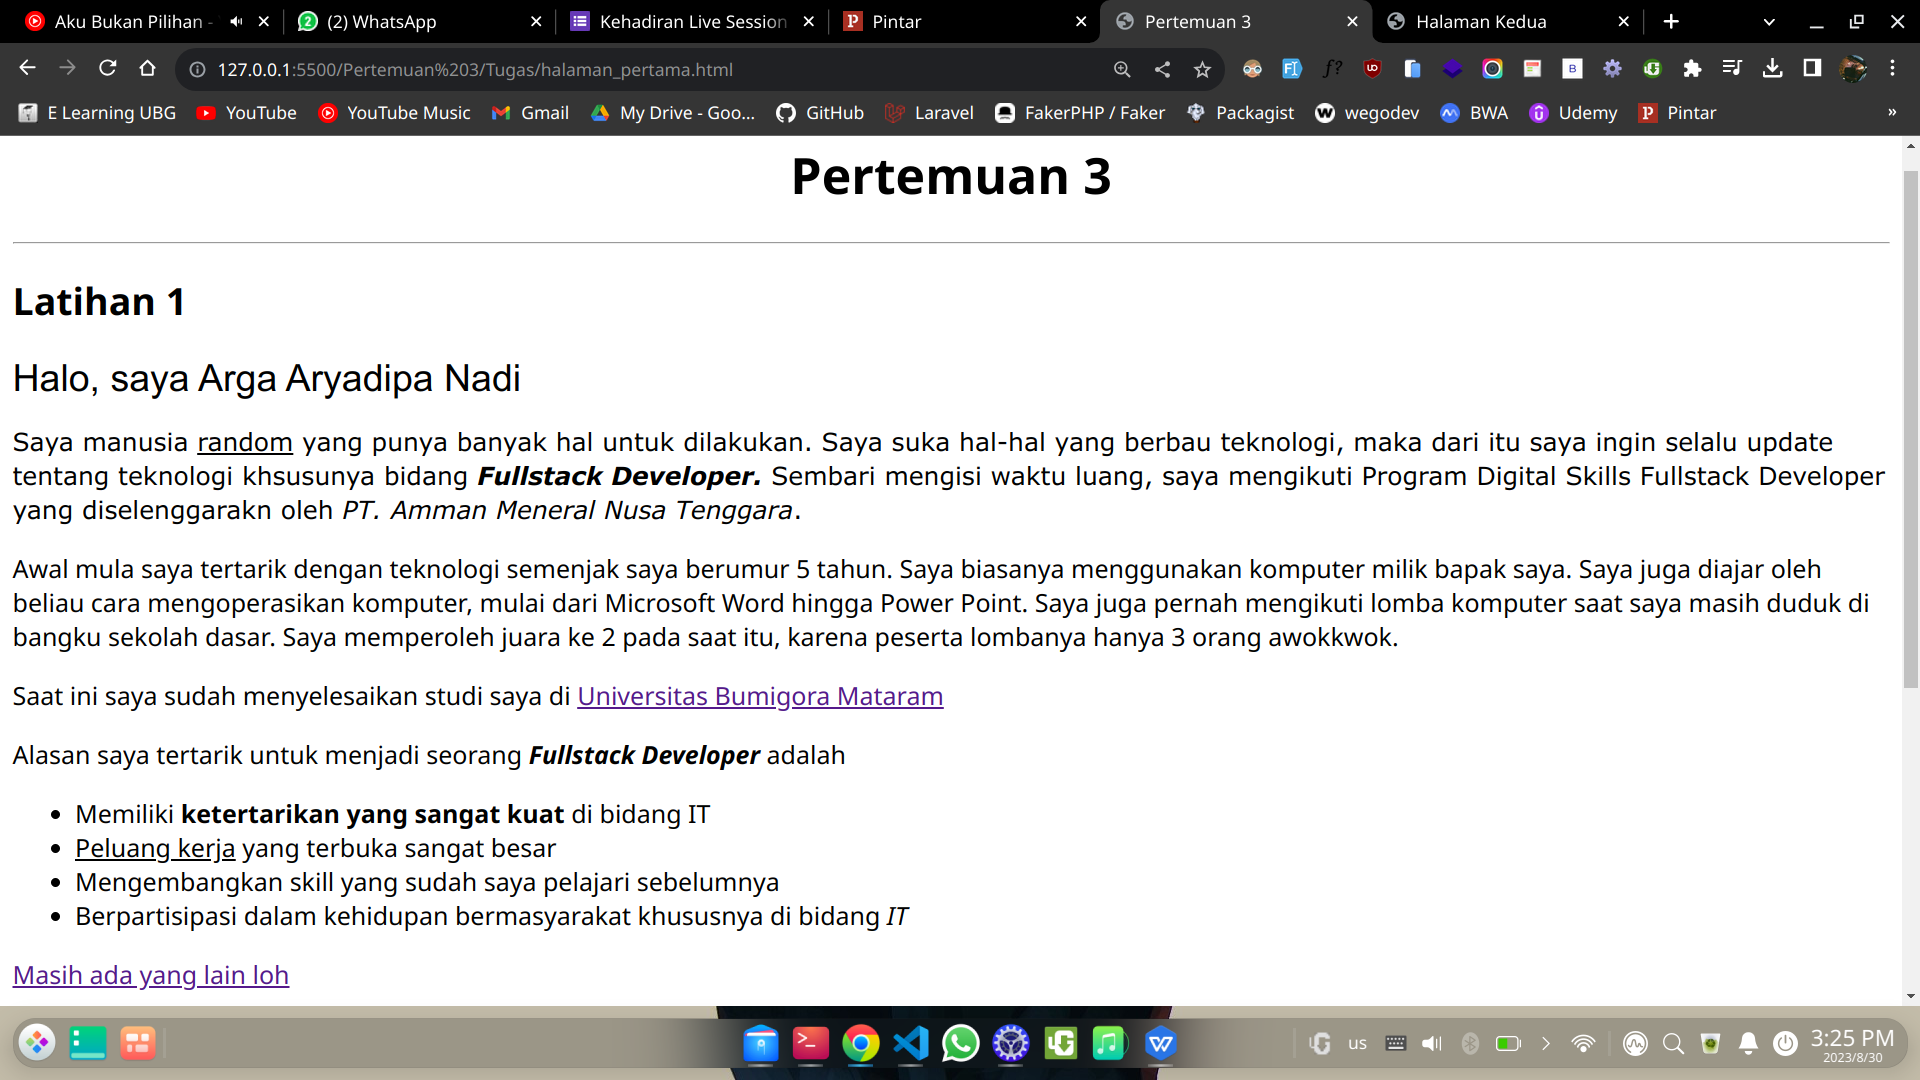 Aku Bukan Pilihan -
(2) WhatsApp
Kehadiran Live Session
Pintar
Pertemuan 3
Halaman Kedua
127.0.0.1:5500/Pertemuan%203/Tugas/halaman_pertama.html
E Learning UBG
YouTube
YouTube Music
Gmail
My Drive - Goo...
GitHub
Laravel
FakerPHP / Faker
Packagist
wegodev
BWA
Udemy
Pintar
»
Pertemuan 3
Latihan 1
Halo, saya Arga Aryadipa Nadi
Saya manusia random yang punya banyak hal untuk dilakukan. Saya suka hal-hal yang berbau teknologi, maka dari itu saya ingin selalu update
tentang teknologi khsusunya bidang Fullstack Developer. Sembari mengisi waktu luang, saya mengikuti Program Digital Skills Fullstack Developer
yang diselenggarakn oleh PT. Amman Meneral Nusa Tenggara.
Awal mula saya tertarik dengan teknologi semenjak saya berumur 5 tahun. Saya biasanya menggunakan komputer milik bapak saya. Saya juga diajar oleh
beliau cara mengoperasikan komputer, mulai dari Microsoft Word hingga Power Point. Saya juga pernah mengikuti lomba komputer saat saya masih duduk di
bangku sekolah dasar. Saya memperoleh juara ke 2 pada saat itu, karena peserta lombanya hanya 3 orang awokkwok.
Saat ini saya sudah menyelesaikan studi saya di Universitas Bumigora Mataram
Alasan saya tertarik untuk menjadi seorang Fullstack Developer adalah
Memiliki ketertarikan yang sangat kuat di bidang IT
Peluang kerja yang terbuka sangat besar
Mengembangkan skill yang sudah saya pelajari sebelumnya
Berpartisipasi dalam kehidupan bermasyarakat khususnya di bidang IT
Masih ada yang lain loh
us
3:25 PM
2023/8/30